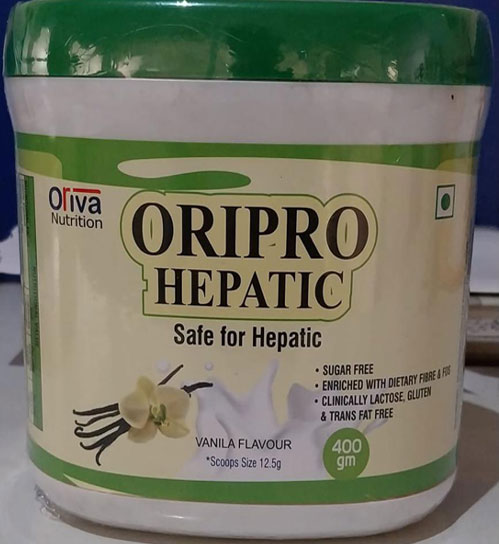 Oriva
Nutrition
ORIPRO
HEPATIC
Safe for Hepatic
• SUGAR FREE
• ENRICHED WITH DIETARY FIBRE & FOS
• CLINICALLY LACTOSE, GLUTEN
& TRANS FAT FREE
VANILA FLAVOUR
*Scoops Size 12.5g
400
gm